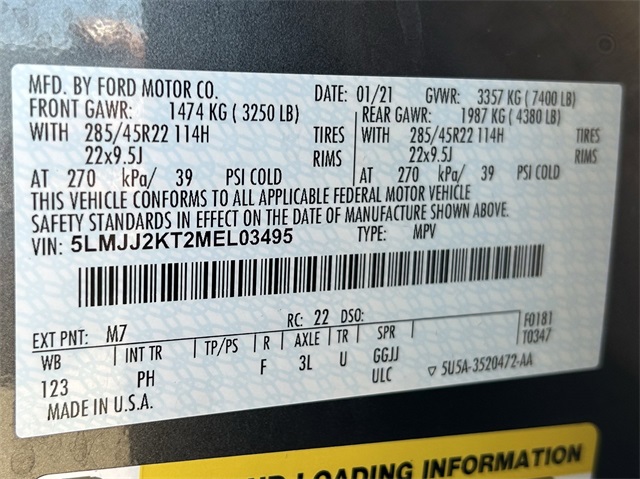 MFD. BY FORD MOTOR CO. DATE: 01/21 GVWR: 3357 KG ( 7400 LB)
FRONT GAWR: 1474 KG ( 3250 LB) REAR GAWR: 1987 KG ( 4380 LB)
WITH 285/45R22 114H TIRES WITH 285/45R22 114H TIRES
22x9.5J RIMS 22x9.5J RIMS
AT 270 kPa/ 39 PSI COLD AT 270 kPa/ 39 PSI COLD
THIS VEHICLE CONFORMS TO ALL APPLICABLE FEDERAL MOTOR VEHICLE
SAFETY STANDARDS IN EFFECT ON THE DATE OF MANUFACTURE SHOWN ABOVE.
VIN: 5LMJJ2KT2MEL03495 TYPE: MPV
EXT PNT: M7 RC: 22 DSO: F0181
T0347
WB INT TR TP/PS R AXLE TR SPR
123 PH F 3L U GGJJ
ULC 5U5A-3520472-AA
MADE IN U.S.A.
LOADING INFORMATION